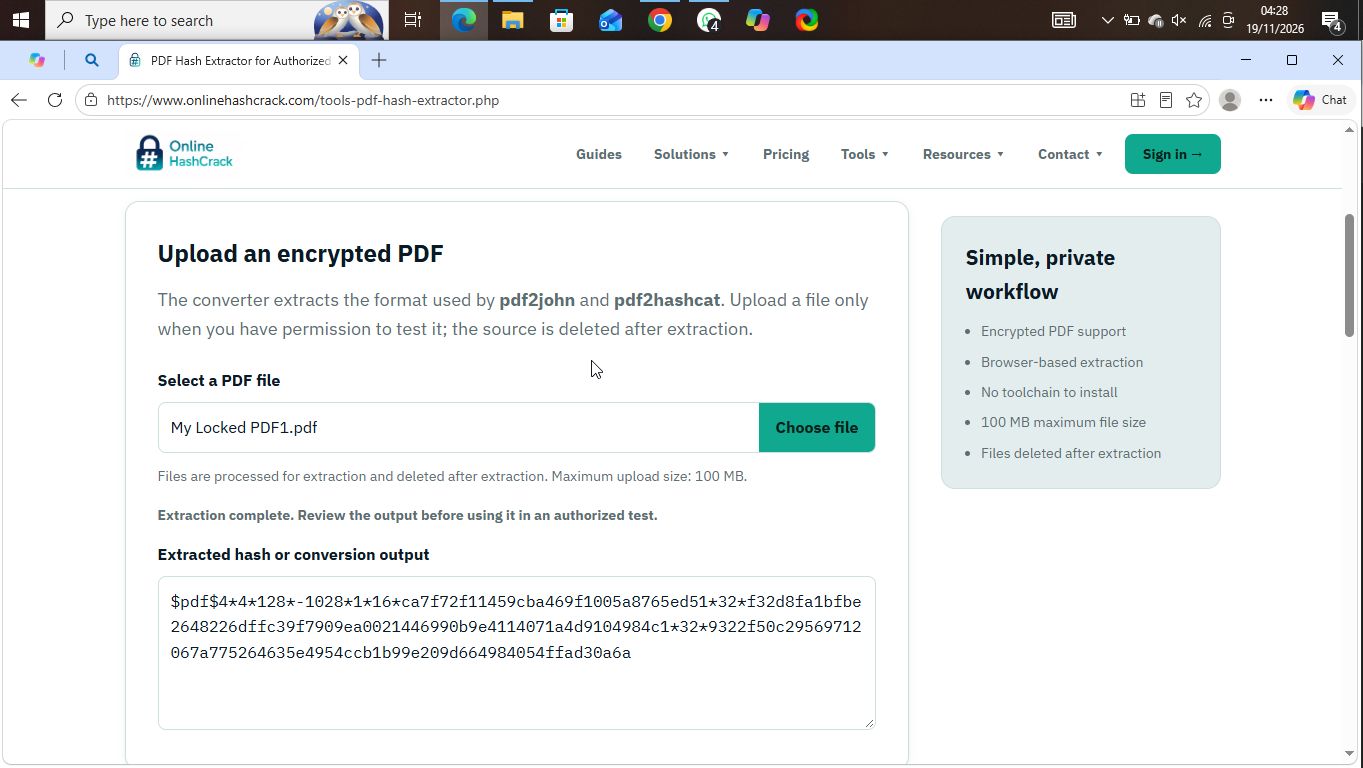 Type here to search
4
04:28
19/11/2026
4
PDF Hash Extractor for Authorized
https://www.onlinehashcrack.com/tools-pdf-hash-extractor.php
Chat
Online
HashCrack
Guides
Solutions
Pricing
Tools
Resources
Contact
Sign in →
Upload an encrypted PDF
The converter extracts the format used by pdf2john and pdf2hashcat. Upload a file only
when you have permission to test it; the source is deleted after extraction.
Select a PDF file
My Locked PDF1.pdf
Choose file
Files are processed for extraction and deleted after extraction. Maximum upload size: 100 MB.
Extraction complete. Review the output before using it in an authorized test.
Extracted hash or conversion output
$pdf$4*4*128*-1028*1*16*ca7f72f11459cba469f1005a8765ed51*32*f32d8fa1bfbe
2648226dffc39f7909ea0021446990b9e4114071a4d9104984c1*32*9322f50c29569712
067a775264635e4954ccb1b99e209d664984054ffad30a6a
Simple, private
workflow
Encrypted PDF support
Browser-based extraction
No toolchain to install
100 MB maximum file size
Files deleted after extraction